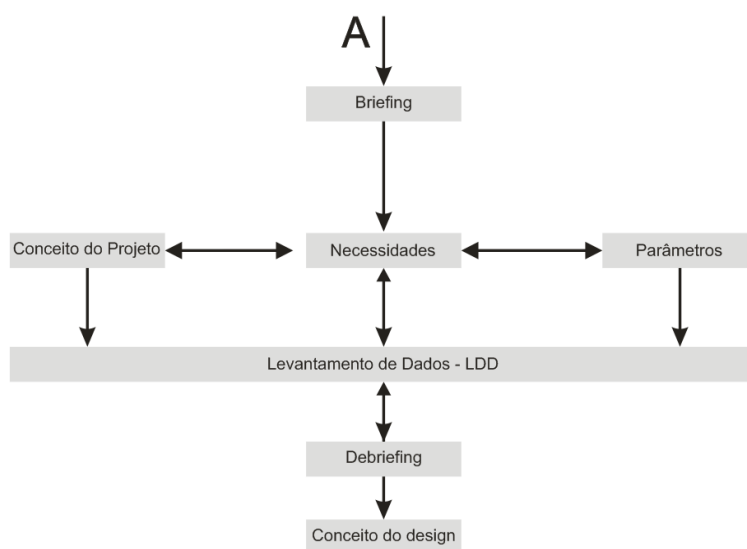 A
Briefing
Conceito do Projeto
Necessidades
Parâmetros
Levantamento de Dados - LDD
Debriefing
Conceito do design